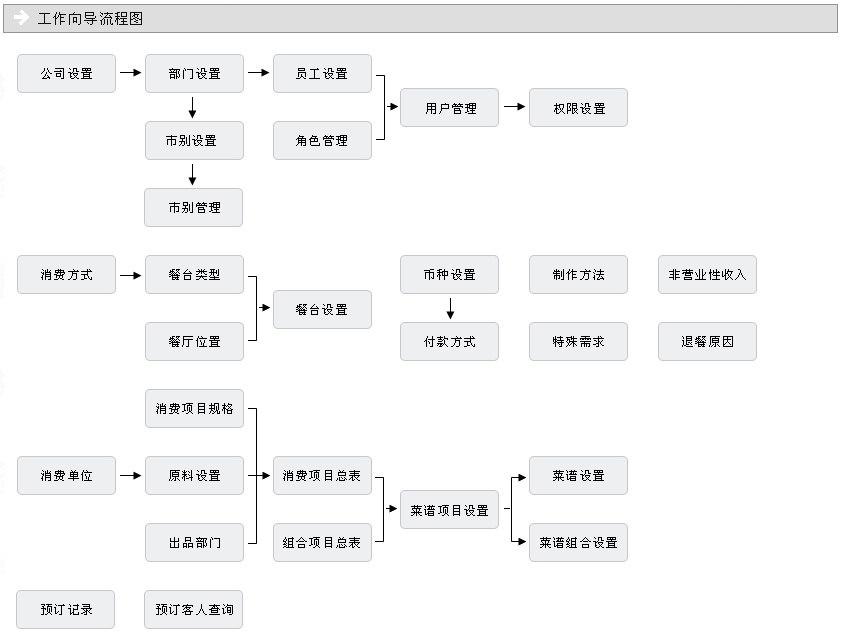 工作向导流程图
公司设置
部门设置
员工设置
用户管理
权限设置
市别设置
角色管理
市别管理
消费方式
餐台类型
餐台设置
币种设置
制作方法
非营业性收入
餐厅位置
付款方式
特殊需求
退餐原因
消费项目规格
消费单位
原料设置
消费项目总表
菜谱项目设置
菜谱设置
出品部门
组合项目总表
菜谱组合设置
预订记录
预订客人查询